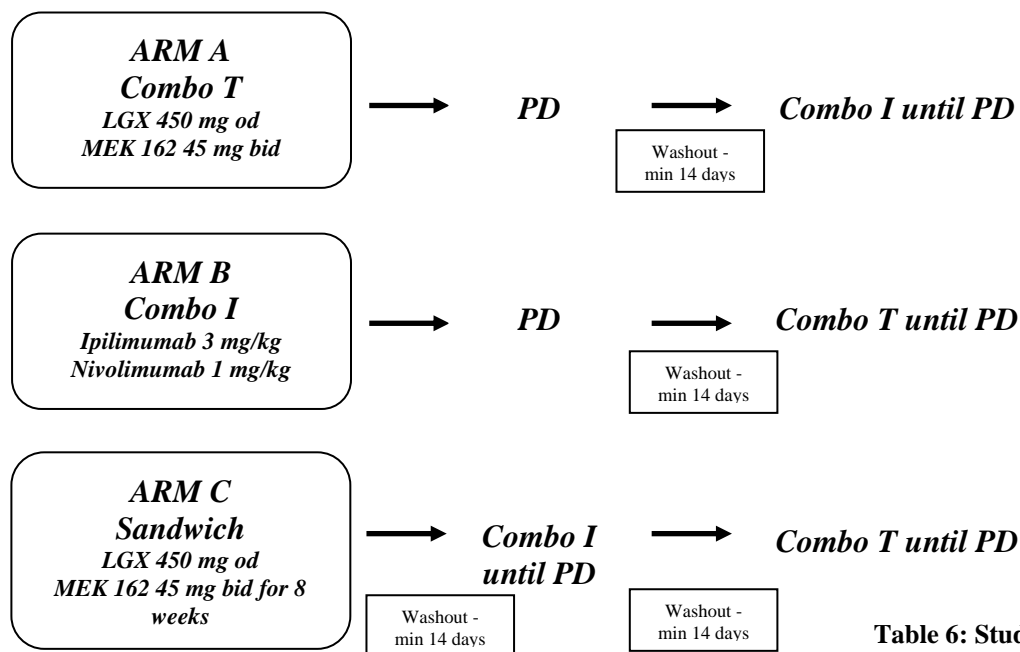 ARM A
Combo T
LGX 450 mg od
MEK 162 45 mg bid
PD
Combo I until PD
Washout -
min 14 days
ARM B
Combo I
Ipilimumab 3 mg/kg
Nivolimumab 1 mg/kg
PD
Combo T until PD
Washout -
min 14 days
ARM C
Sandwich
LGX 450 mg od
MEK 162 45 mg bid for 8
weeks
Washout -
min 14 days
Combo I
until PD
Combo T until PD
Washout -
min 14 days
Table 6: